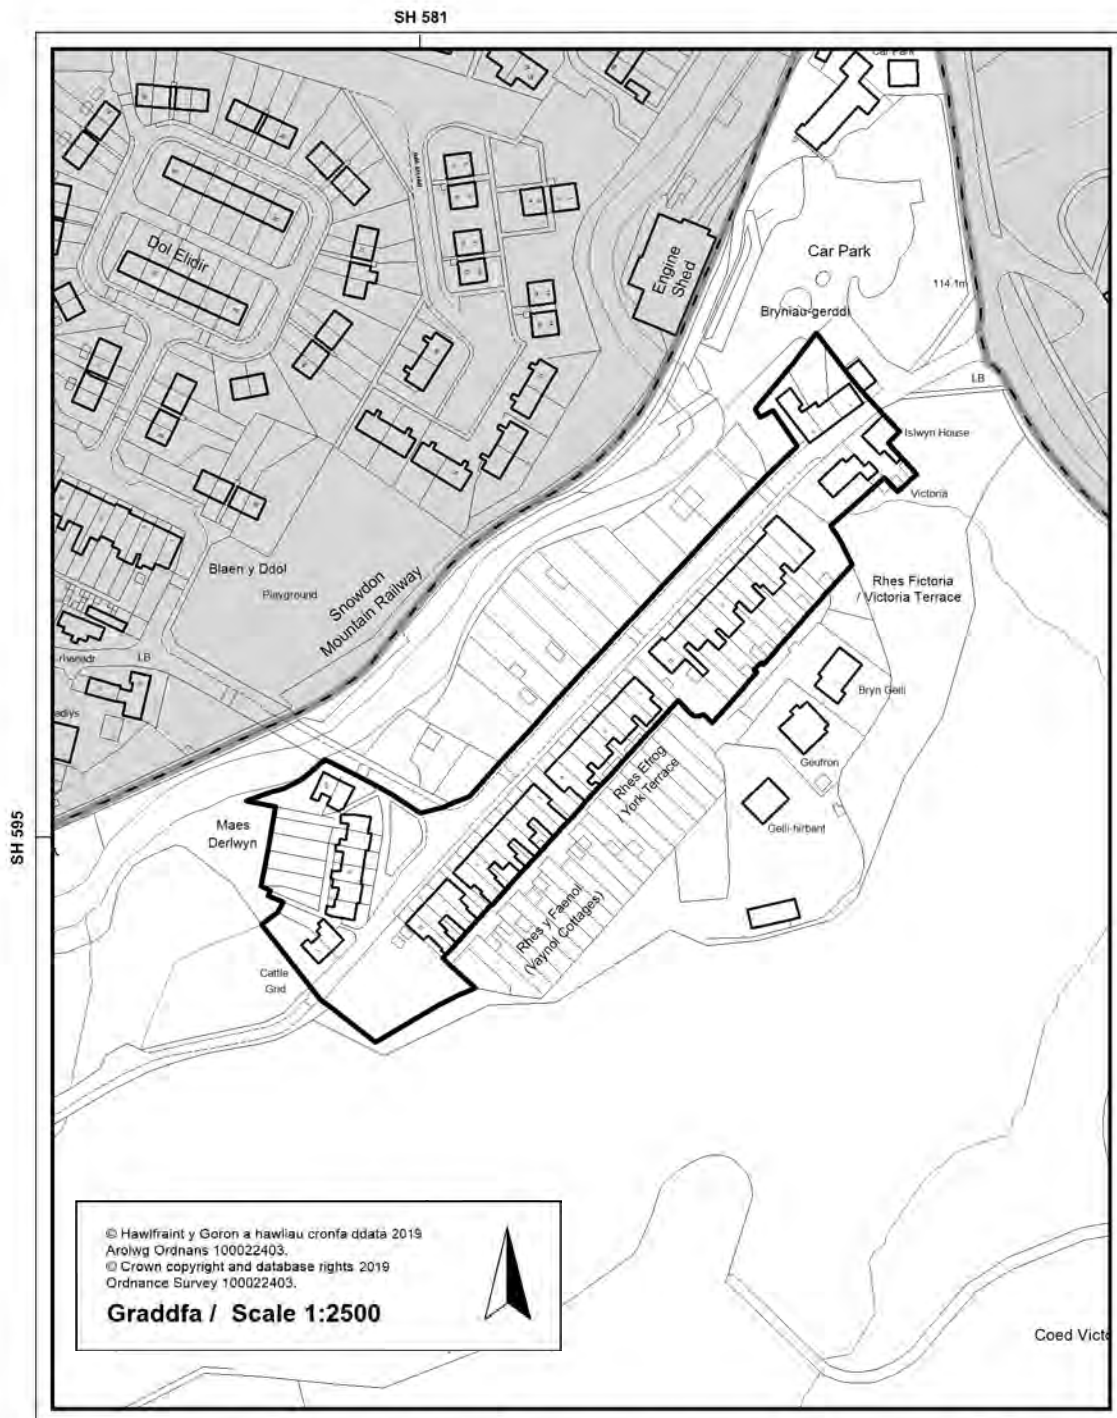 SH 581
Car Park
Dol Elidir
Engine
Shed
Car Park
114.1m
Bryniau-gerddi
LB
Islwyn House
Victoria
Blaen y Ddol
Playground
Snowdon
Mountain Railway
Rhes Fictoria
/ Victoria Terrace
LB
Bryn Gelli
Geufron
Rhes Efrog
/ York Terrace
Gelli-hirbant
SH 595
Maes
Derlwyn
Rhes y Faenol
(Vaynol Cottages)
Cattle
Grid
© Hawlfraint y Goron a hawliau cronfa ddata 2019
Arolwg Ordnans 100022403.
© Crown copyright and database rights 2019
Ordnance Survey 100022403.
Graddfa / Scale 1:2500
Coed Victo